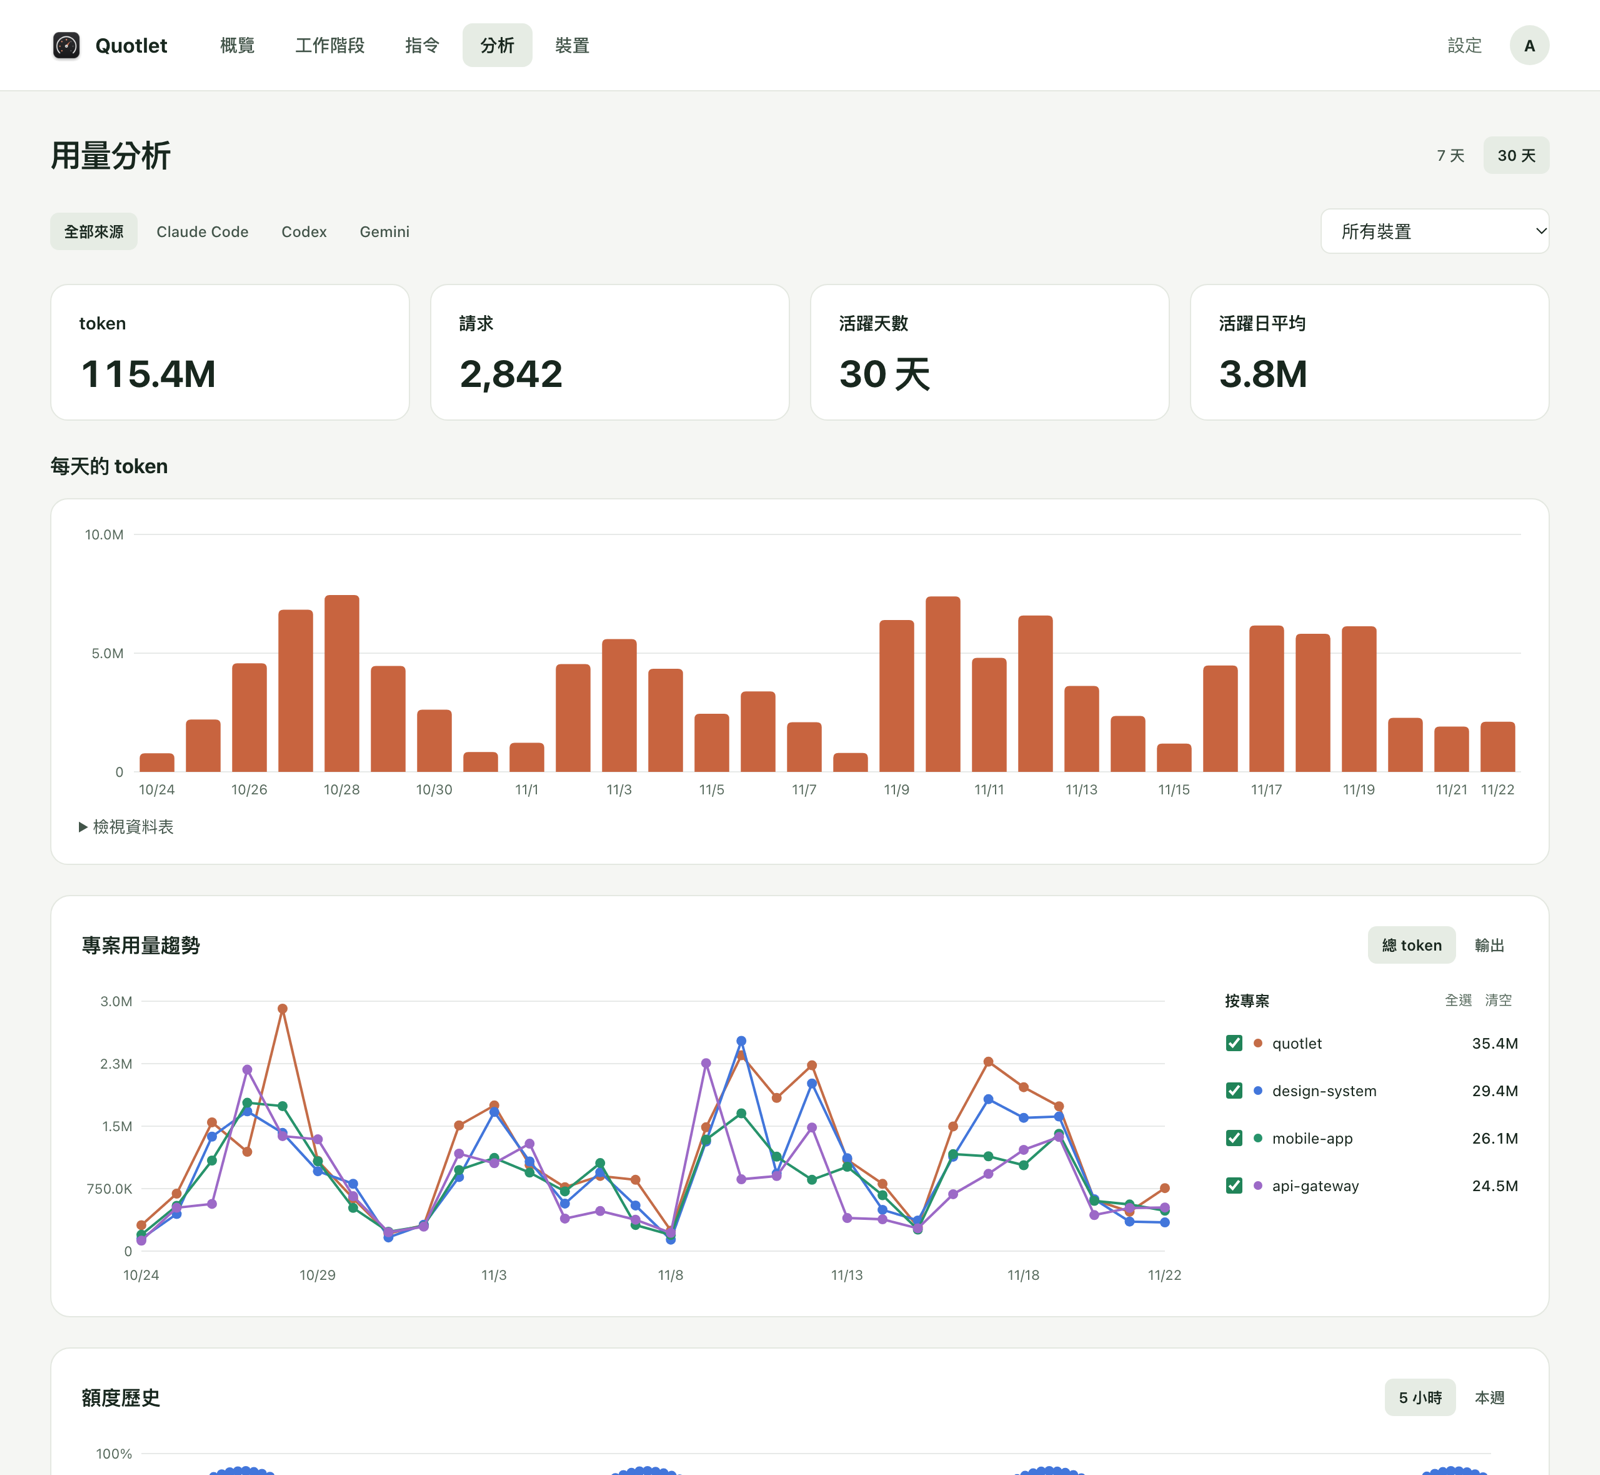 Quotlet 概覽 工作階段 指令 分析 裝置 設定 A
用量分析 7 天 30 天
全部來源 Claude Code Codex Gemini 所有裝置
token 請求 活躍天數 活躍日平均
115.4M 2,842 30 天 3.8M
每天的 token
10.0M
5.0M
0
10/24 10/26 10/28 10/30 11/1 11/3 11/5 11/7 11/9 11/11 11/13 11/15 11/17 11/19 11/21 11/22
檢視資料表
專案用量趨勢 總 token 輸出
3.0M
2.3M
1.5M
750.0K
0
10/24 10/29 11/3 11/8 11/13 11/18 11/22
按專案 全選 清空
quotlet 35.4M
design-system 29.4M
mobile-app 26.1M
api-gateway 24.5M
額度歷史 5 小時 本週
100%